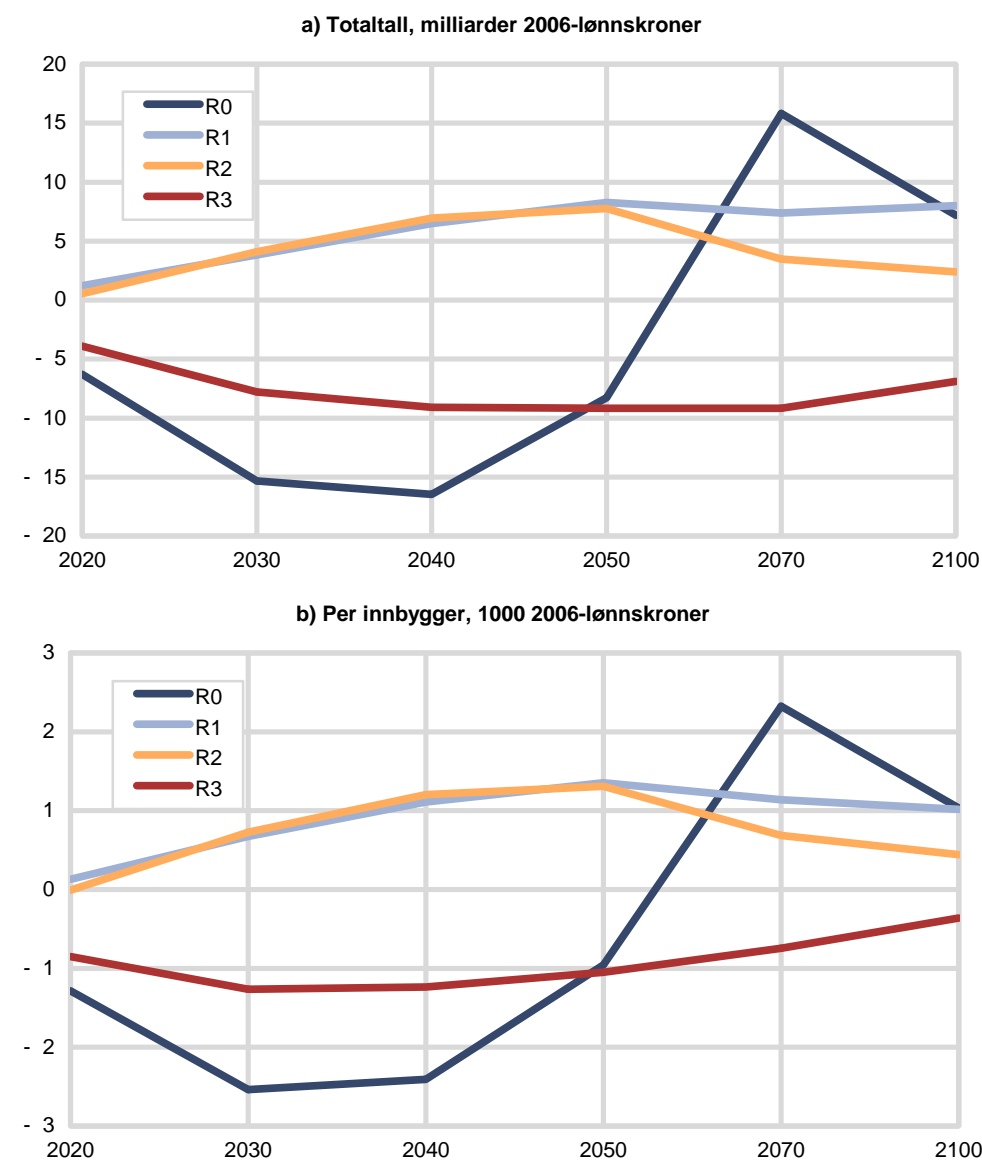 a) Totaltall, milliarder 2006-lønnskroner
20
15
10
5
0
- 5
- 10
- 15
- 20
R0
R1
R2
R3
2020 2030 2040 2050 2070 2100
b) Per innbygger, 1000 2006-lønnskroner
3
2
1
0
- 1
- 2
- 3
R0
R1
R2
R3
2020 2030 2040 2050 2070 2100